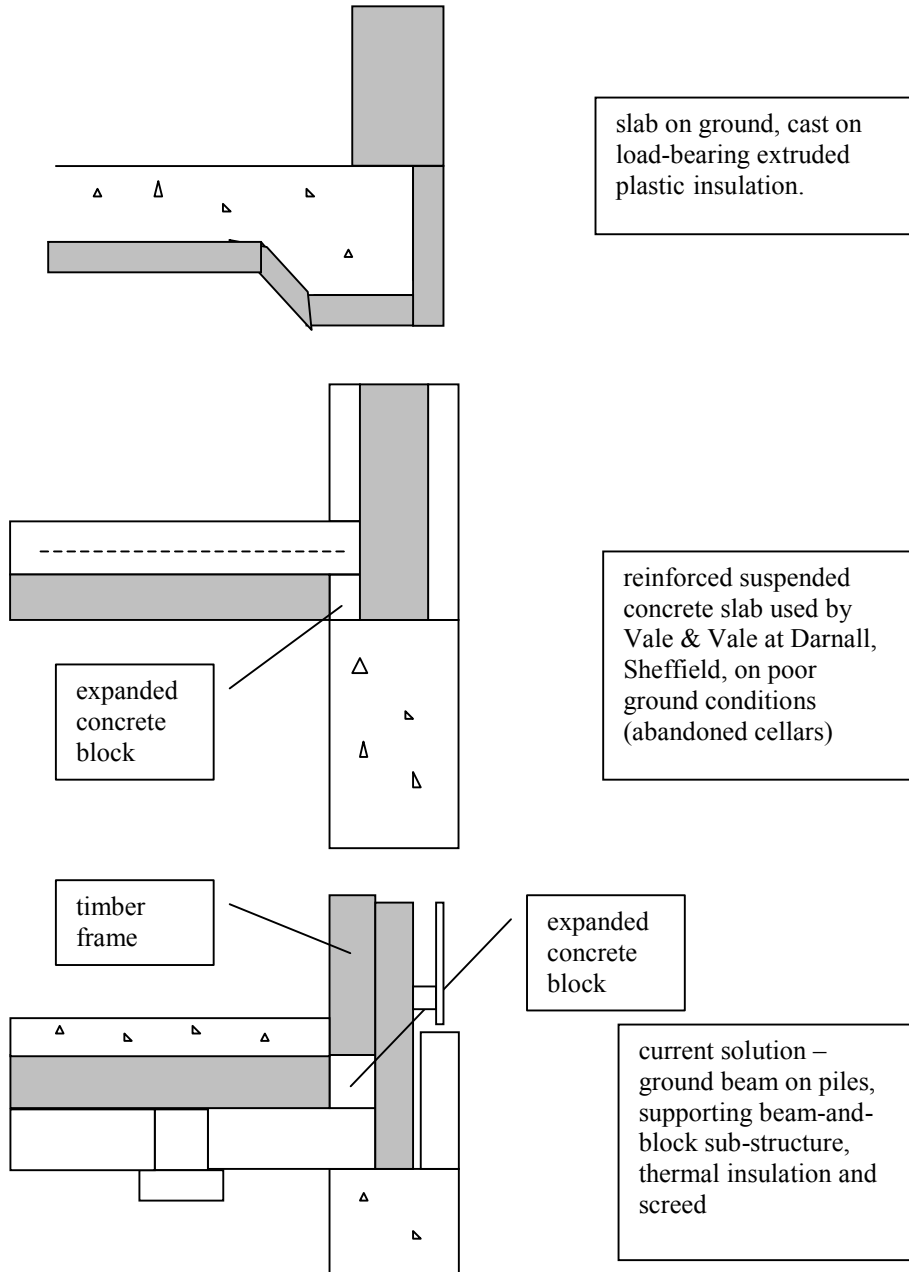 slab on ground, cast on
load-bearing extruded
plastic insulation.
reinforced suspended
concrete slab used by
Vale & Vale at Darnall,
Sheffield, on poor
ground conditions
(abandoned cellars)
expanded
concrete
block
timber
frame
expanded
concrete
block
current solution –
ground beam on piles,
supporting beam-and-
block sub-structure,
thermal insulation and
screed